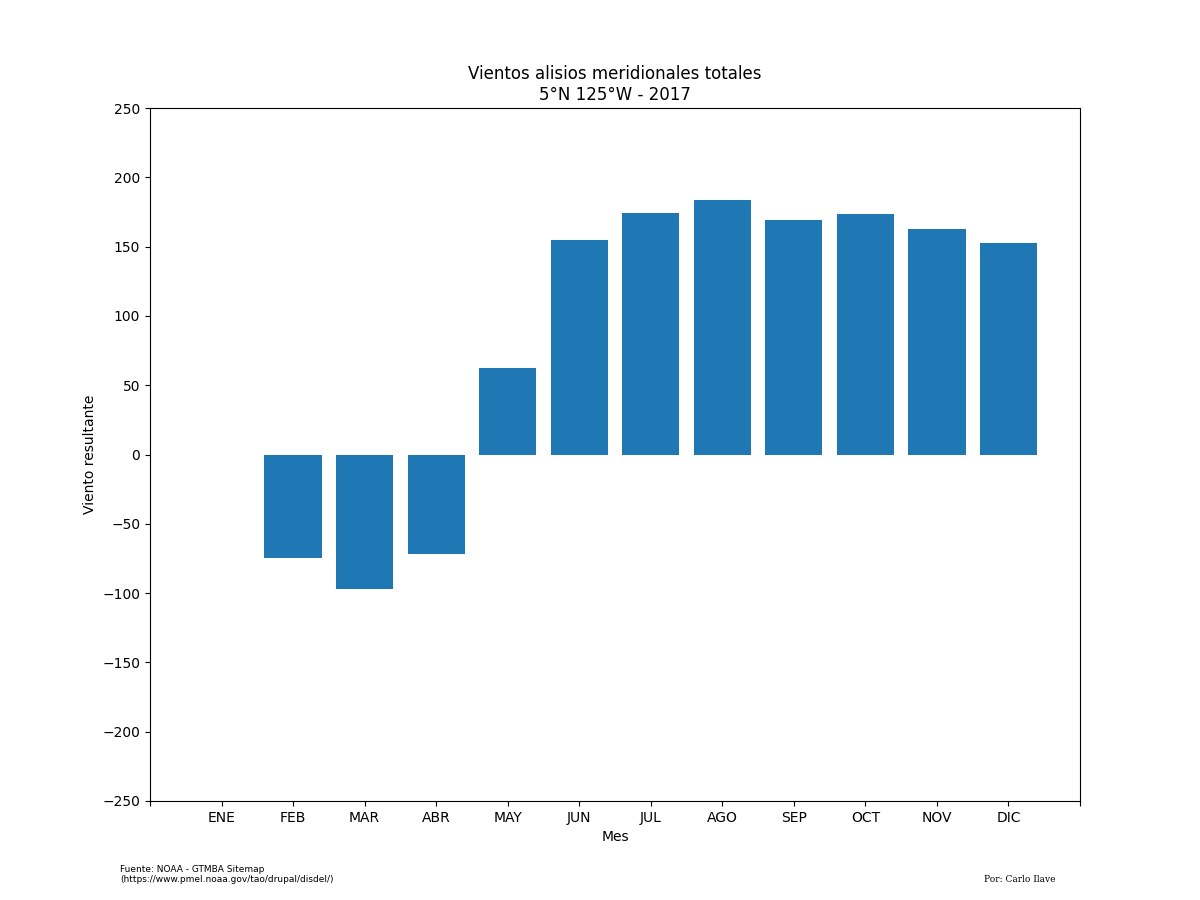 Vientos alisios meridionales totales
5°N 125°W - 2017
250
200
150
100
50
0
−50
−100
−150
−200
−250
Viento resultante
ENE FEB MAR ABR MAY JUN JUL AGO SEP OCT NOV DIC
Mes
Fuente: NOAA - GTMBA Sitemap
(https://www.pmel.noaa.gov/tao/drupal/disdel/)
Por: Carlo Ilave